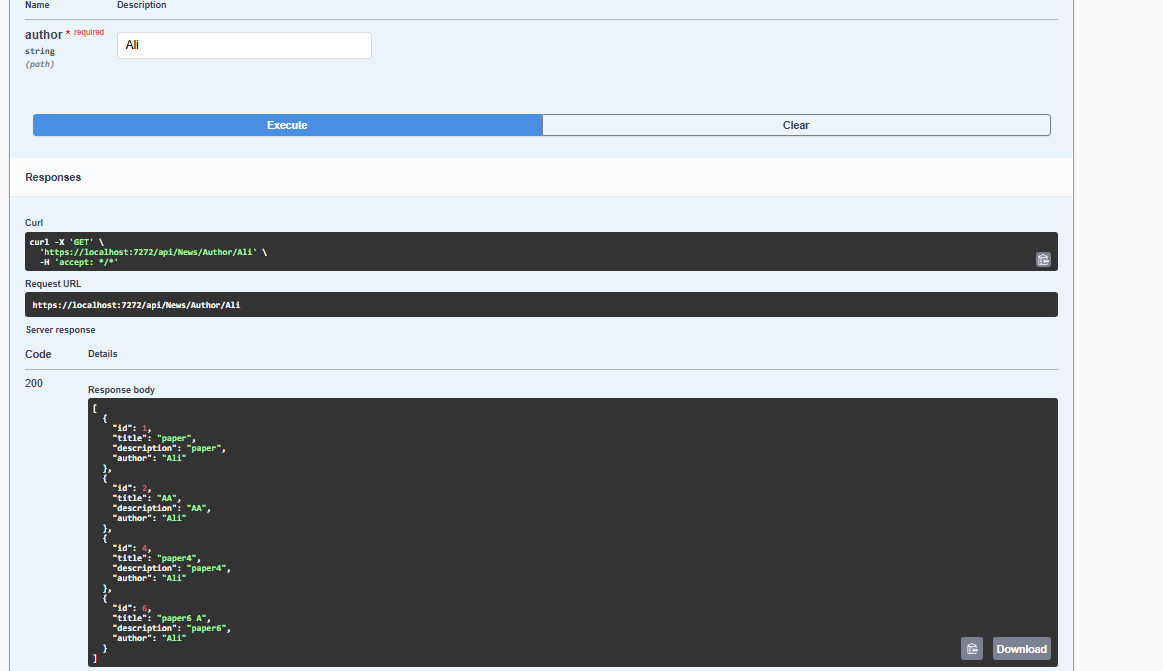 Name Description
author * required
string
(path)
Ali
Execute Clear
Responses
Curl
curl -X 'GET' \
'https://localhost:7272/api/News/Author/Ali' \
-H 'accept: */*'
Request URL
https://localhost:7272/api/News/Author/Ali
Server response
Code Details
200
Response body
[
{
"id": 1,
"title": "paper",
"description": "paper",
"author": "Ali"
},
{
"id": 2,
"title": "AA",
"description": "AA",
"author": "Ali"
},
{
"id": 4,
"title": "paper4",
"description": "paper4",
"author": "Ali"
},
{
"id": 6,
"title": "paper6 A",
"description": "paper6",
"author": "Ali"
}
]
Download